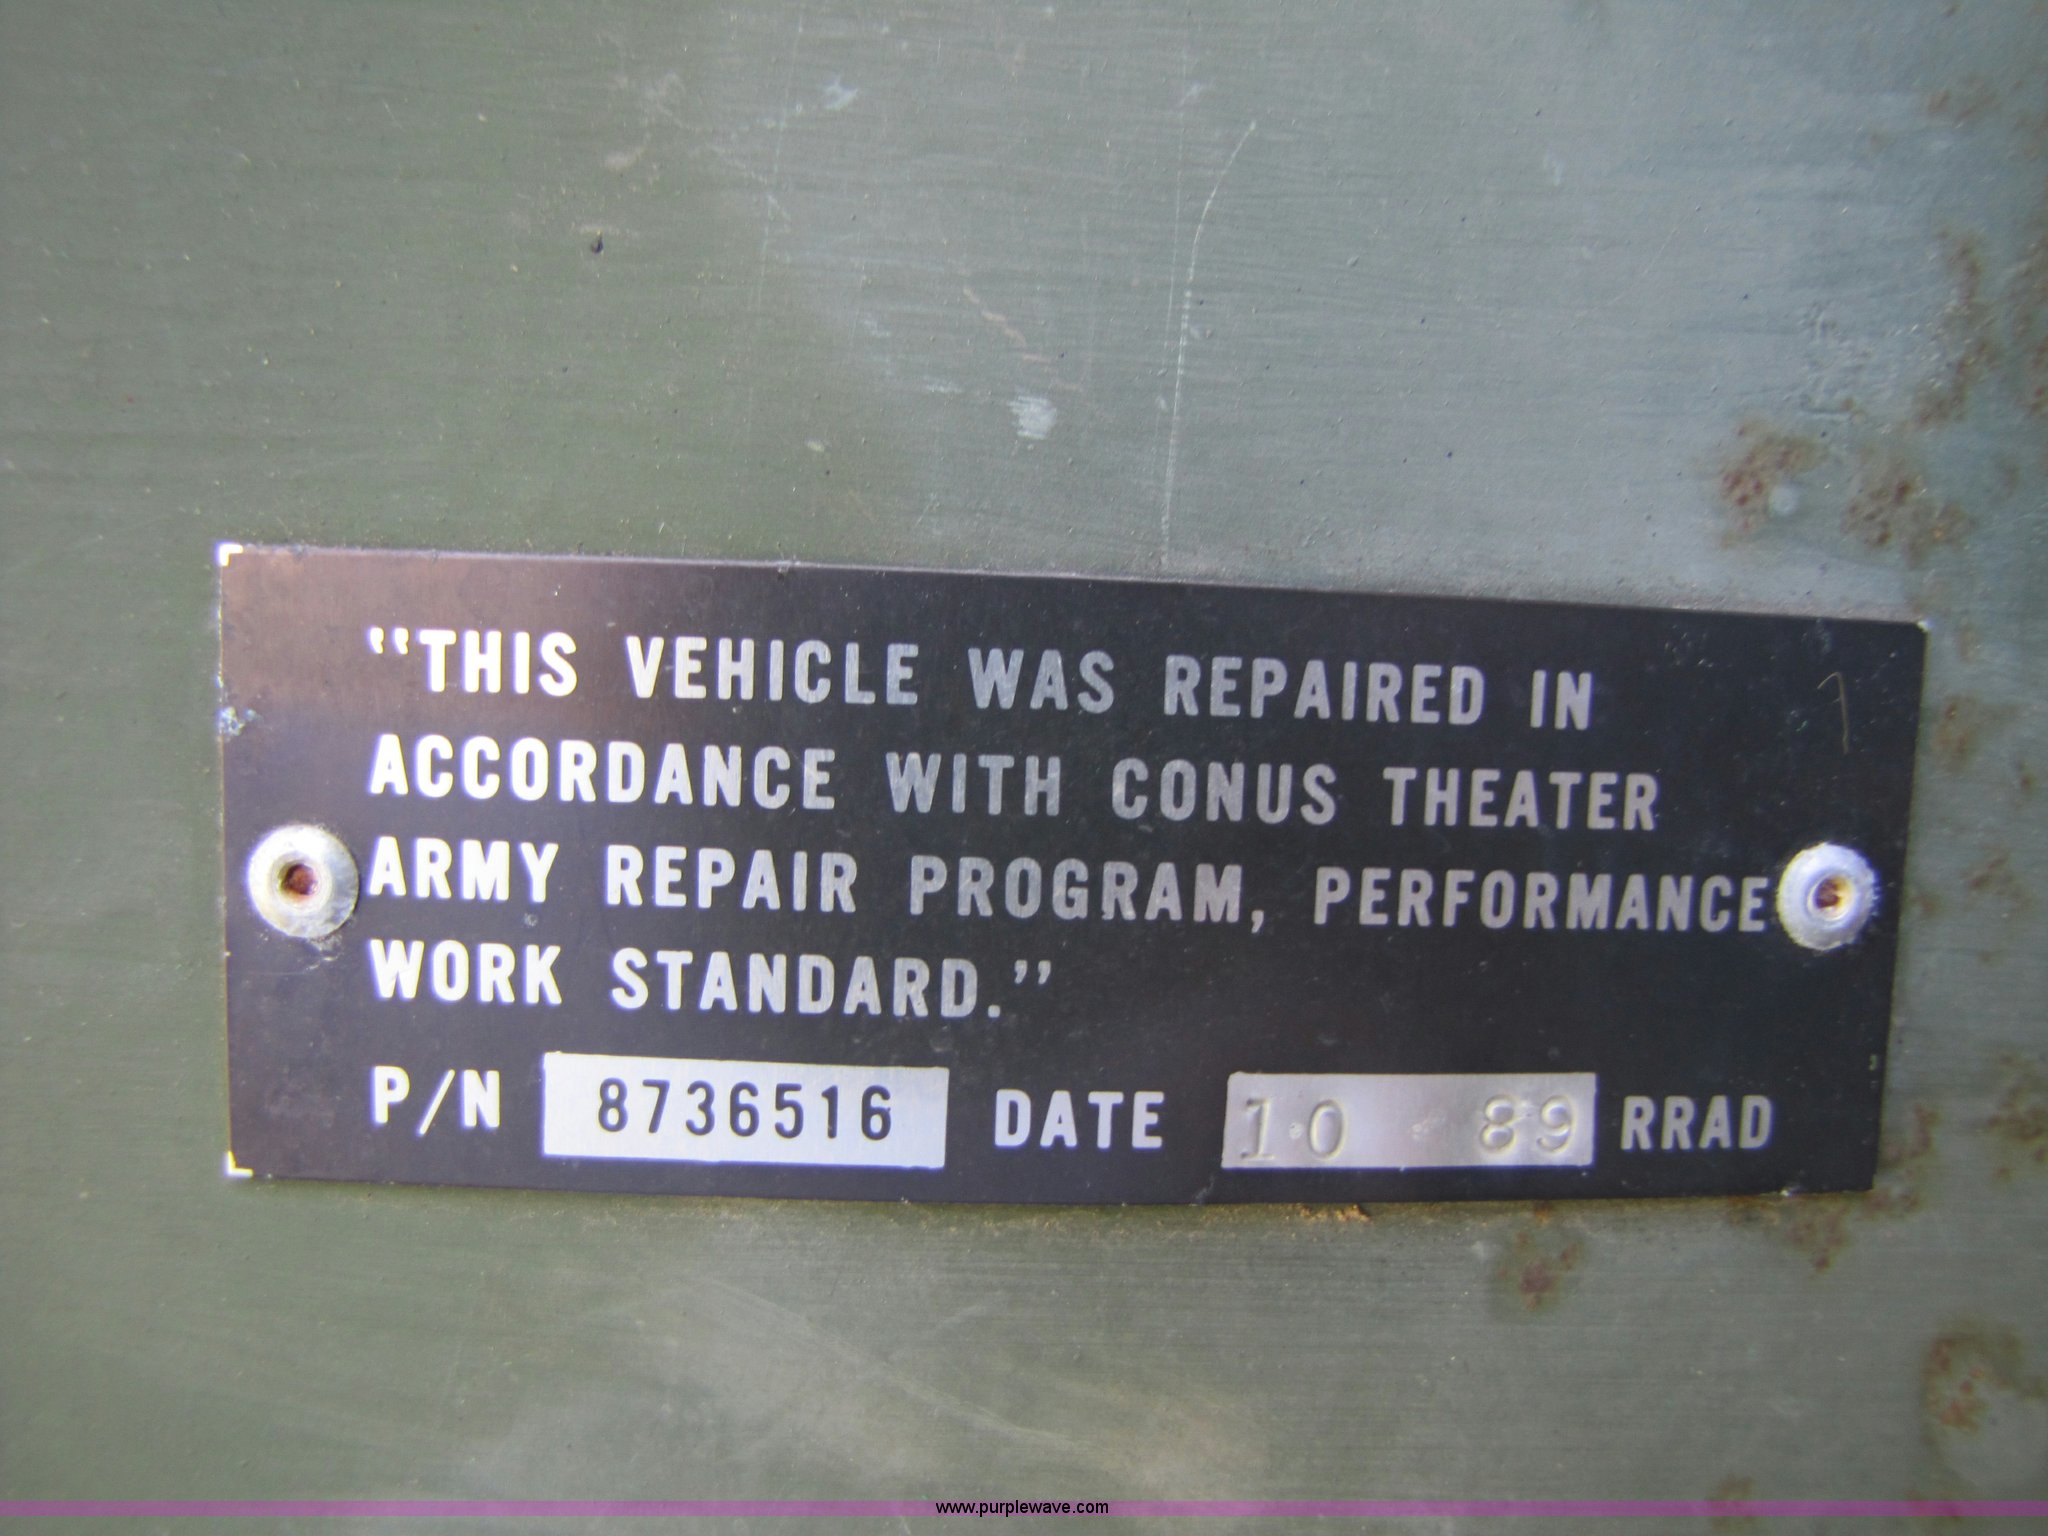 "THIS VEHICLE WAS REPAIRED IN
ACCORDANCE WITH CONUS THEATER
ARMY REPAIR PROGRAM, PERFORMANCE
WORK STANDARD."
P/N 8736516 DATE 10 89 RRAD
www.purplewave.com